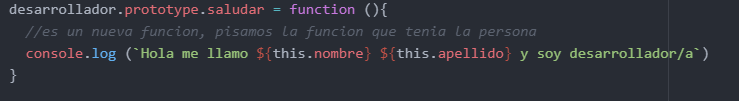 desarrollador.prototype.saludar = function (){
//es un nueva funcion, pisamos la funcion que tenia la persona
console.log (`Hola me llamo ${this.nombre} ${this.apellido} y soy desarrollador/a`)
}